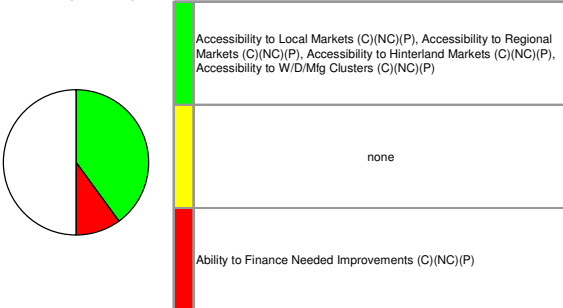 Accessibility to Local Markets (C)(NC)(P), Accessibility to Regional
Markets (C)(NC)(P), Accessibility to Hinterland Markets (C)(NC)(P),
Accessibility to W/D/Mfg Clusters (C)(NC)(P)
none
Ability to Finance Needed Improvements (C)(NC)(P)